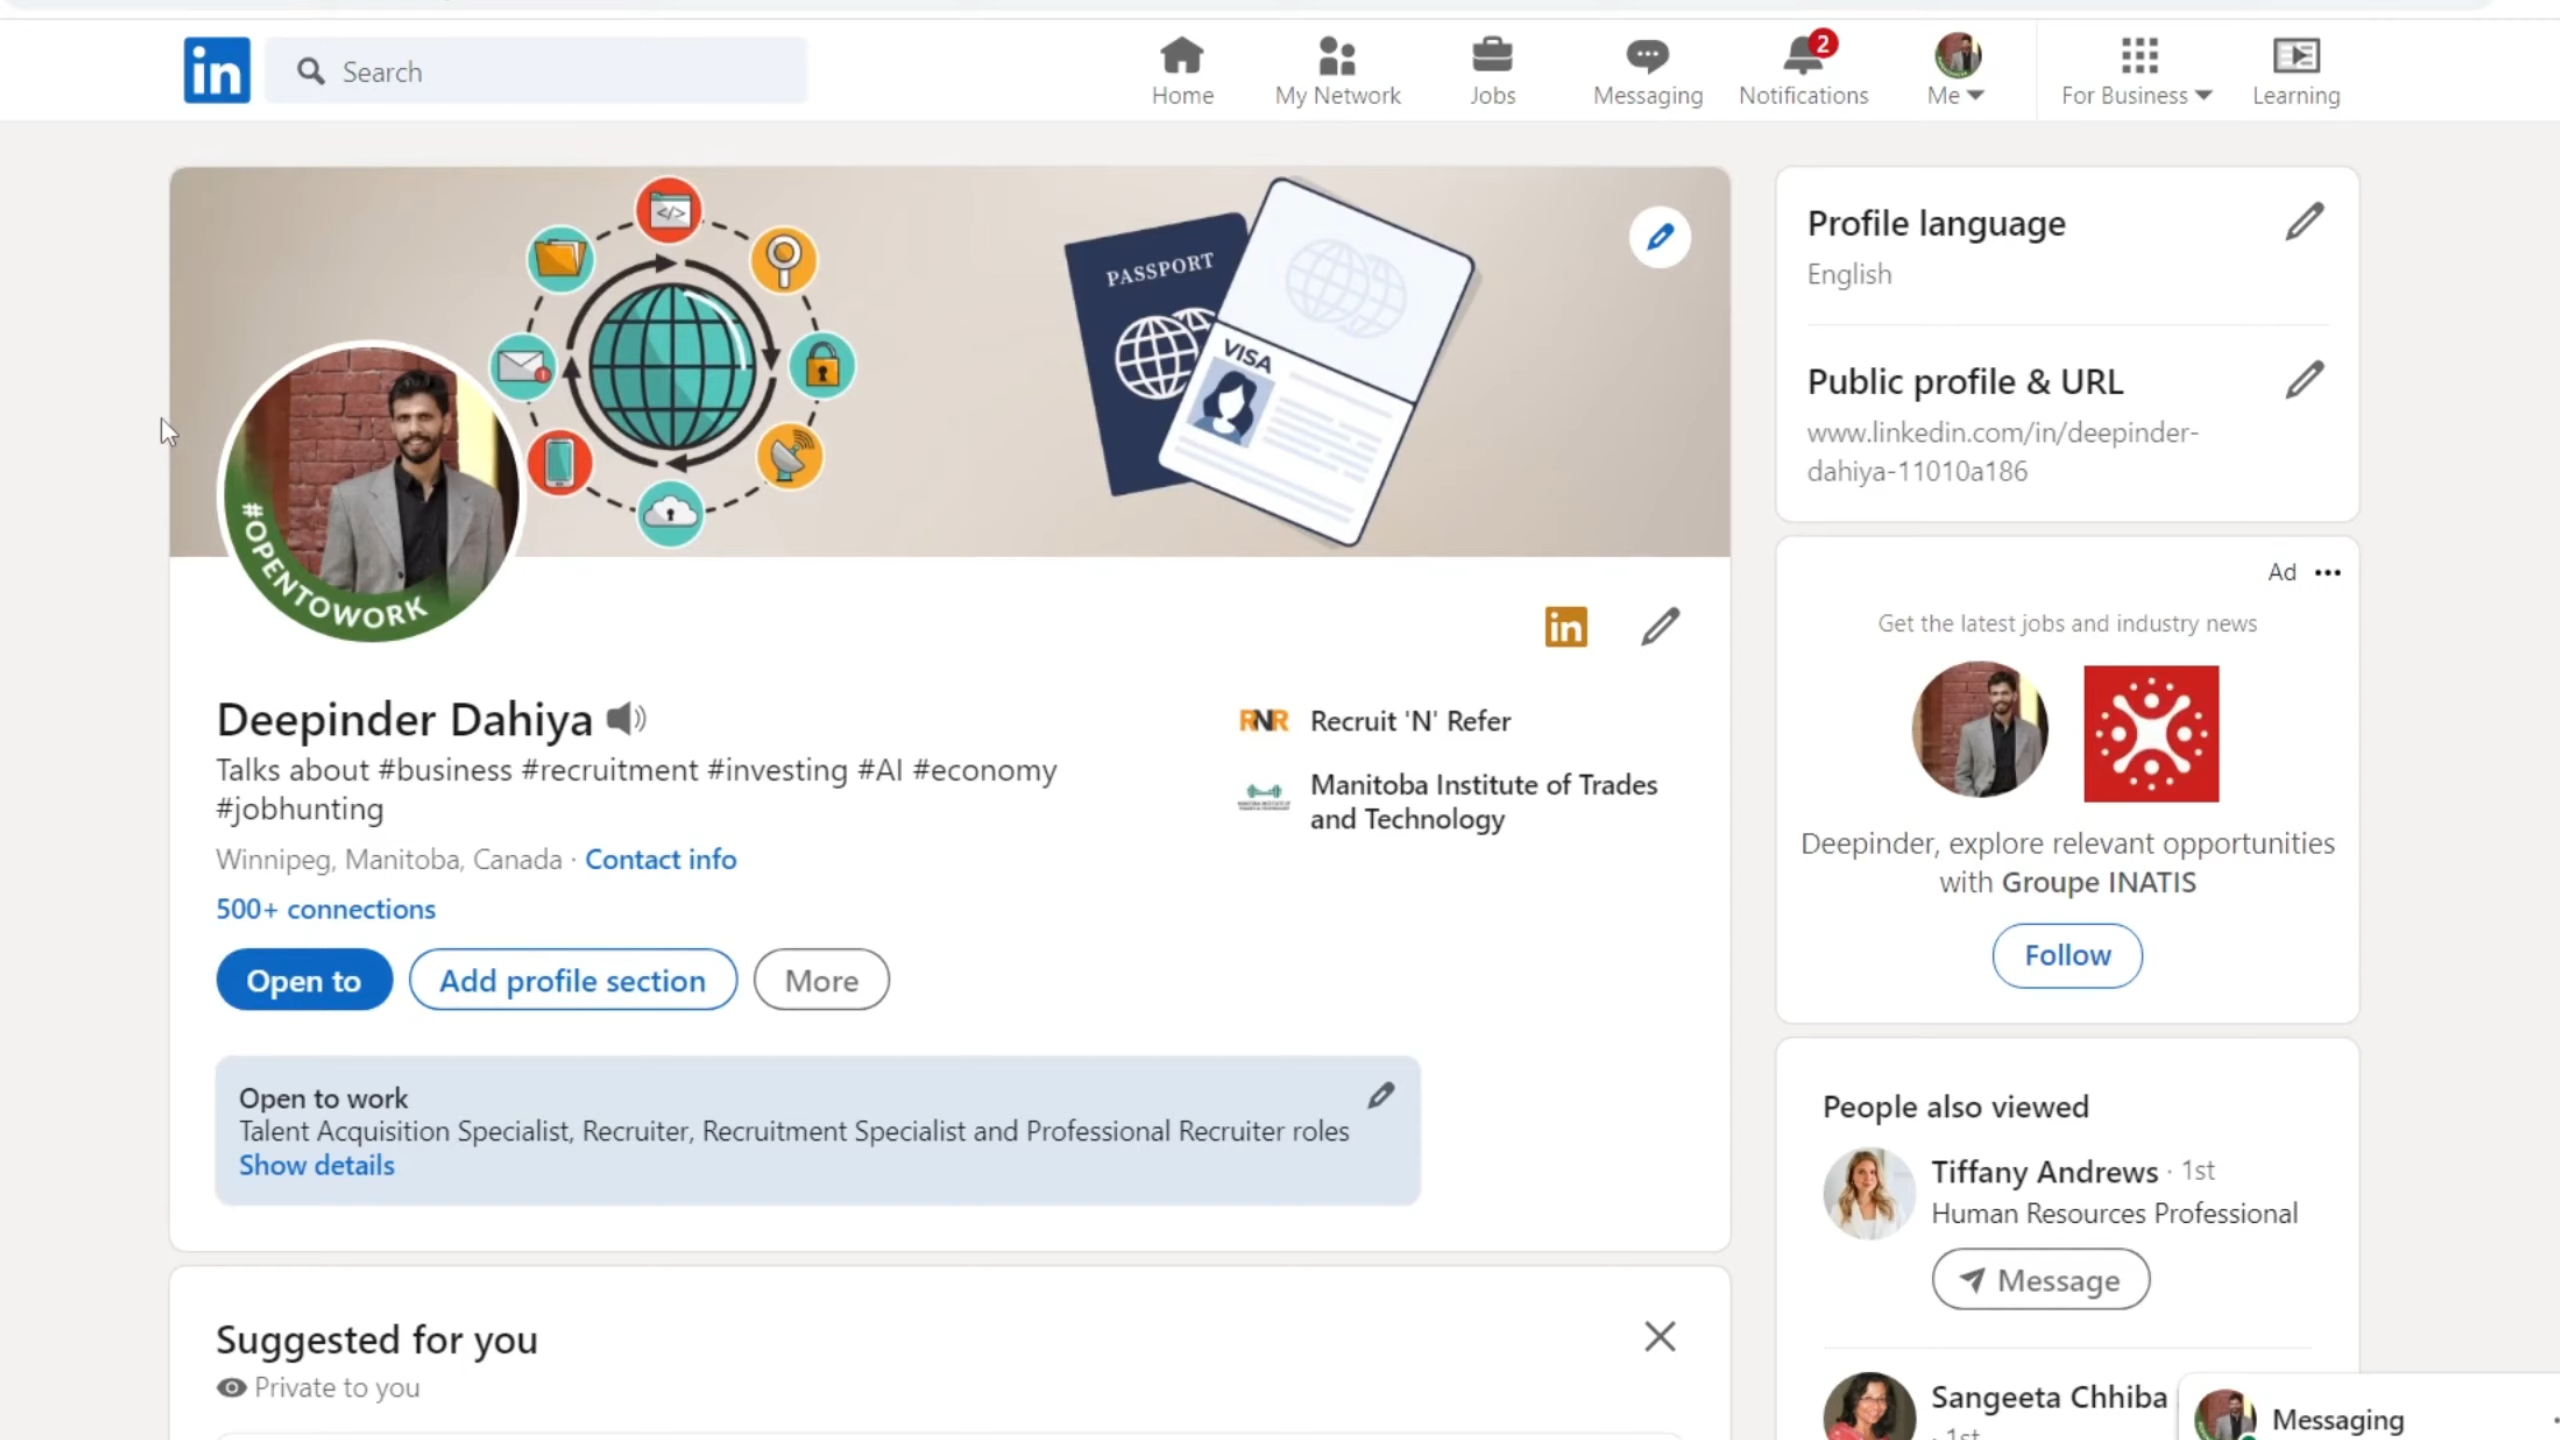 in
Search
Home
My Network
Jobs
Messaging
2
Notifications
Me
For Business
Learning
</>
PASSPORT
VISA
#OPENTOWORK
in
Deepinder Dahiya
Talks about #business #recruitment #investing #AI #economy
#jobhunting
Winnipeg, Manitoba, Canada · Contact info
500+ connections
Open to
Add profile section
More
RNR Recruit 'N' Refer
Manitoba Institute of Trades
and Technology
Open to work
Talent Acquisition Specialist, Recruiter, Recruitment Specialist and Professional Recruiter roles
Show details
Suggested for you
Private to you
Profile language
English
Public profile & URL
www.linkedin.com/in/deepinder-
dahiya-11010a186
Ad
Get the latest jobs and industry news
Deepinder, explore relevant opportunities
with Groupe INATIS
Follow
People also viewed
Tiffany Andrews · 1st
Human Resources Professional
Message
Sangeeta Chhiba
· 1st
Messaging